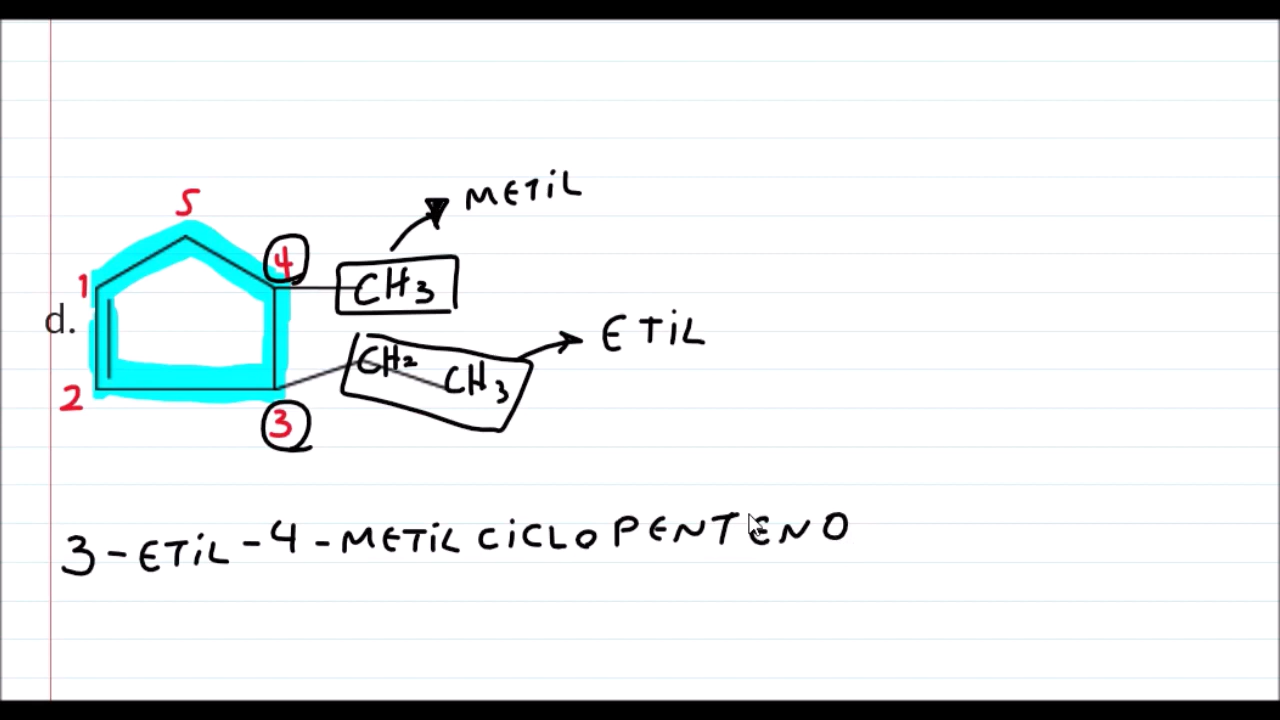 5
METIL
1
4
CH3
d.
ETIL
CH2
CH3
2
3
3-ETIL-4-METIL CICLOPENTENO